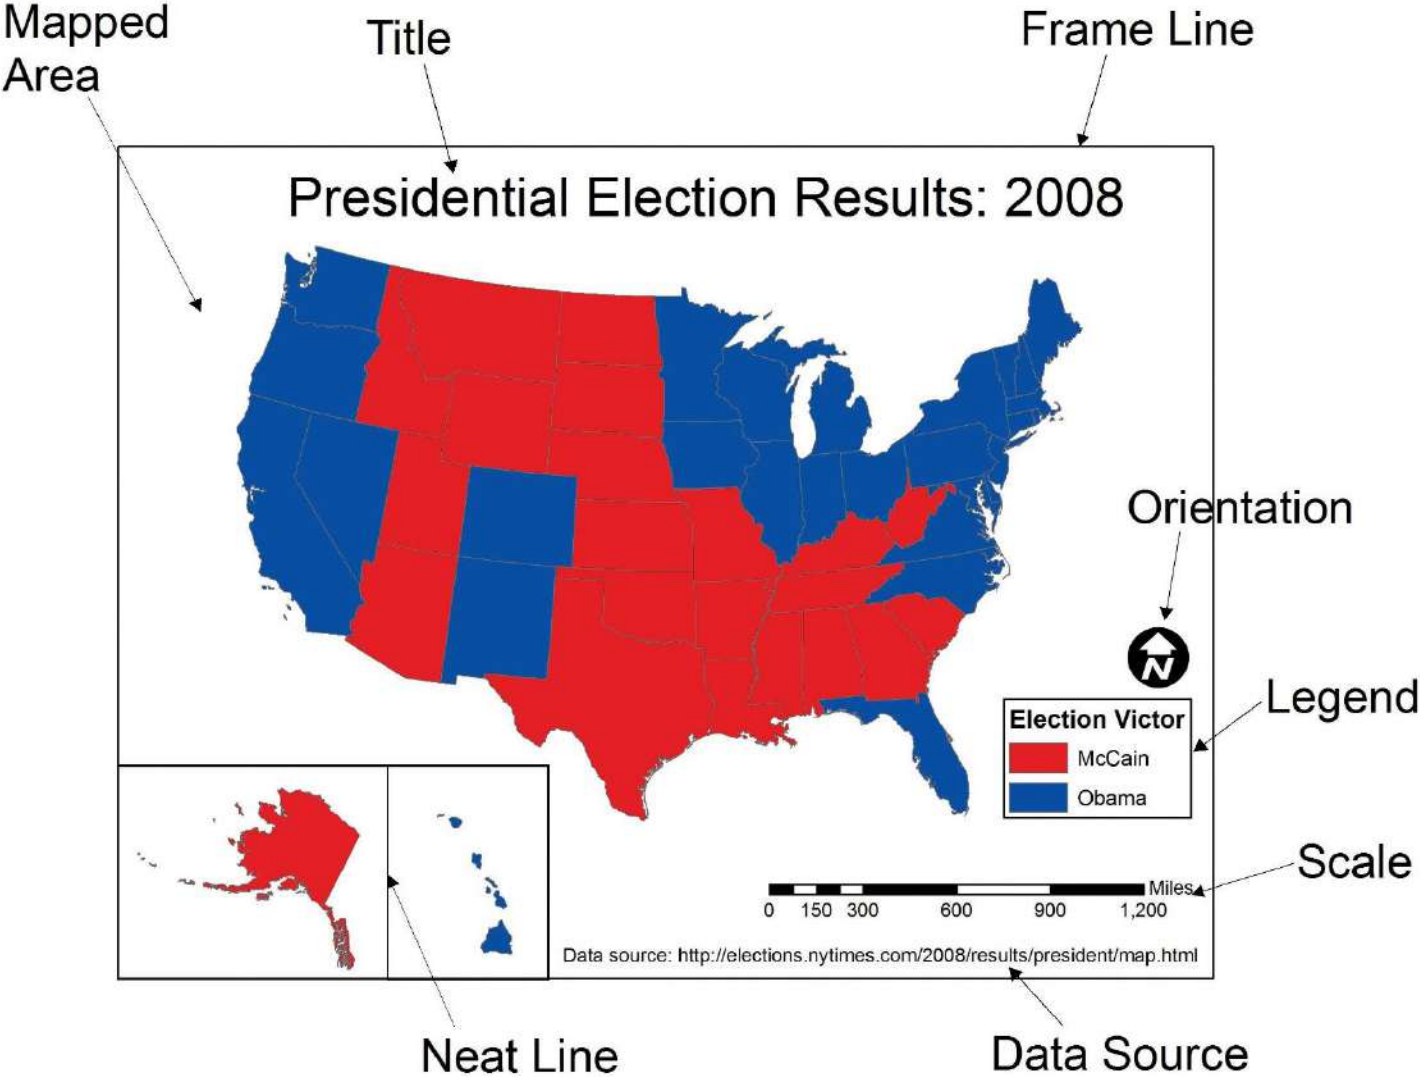 Mapped
Area
Title
Frame Line
Presidential Election Results: 2008
Orientation
N
Legend
Election Victor
McCain
Obama
Scale
Miles
0 150 300 600 900 1,200
Data source: http://elections.nytimes.com/2008/results/president/map.html
Neat Line
Data Source